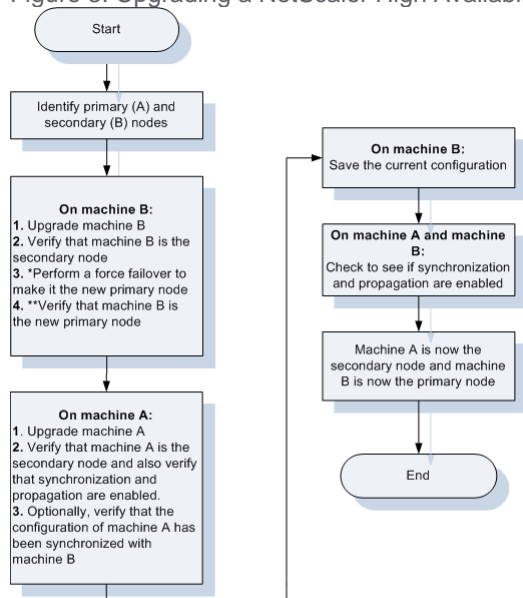 Figure 3. Upgrading a NetScaler High Availabil
Start
Identify primary (A) and
secondary (B) nodes
On machine B:
1. Upgrade machine B
2. Verify that machine B is the
secondary node
3. *Perform a force failover to
make it the new primary node
4. **Verify that machine B is
the new primary node
On machine A:
1. Upgrade machine A
2. Verify that machine A is the
secondary node and also verify
that synchronization and
propagation are enabled.
3. Optionally, verify that the
configuration of machine A has
been synchronized with
machine B
On machine B:
Save the current configuration
On machine A and machine
B:
Check to see if synchronization
and propagation are enabled
Machine A is now the
secondary node and machine
B is now the primary node
End